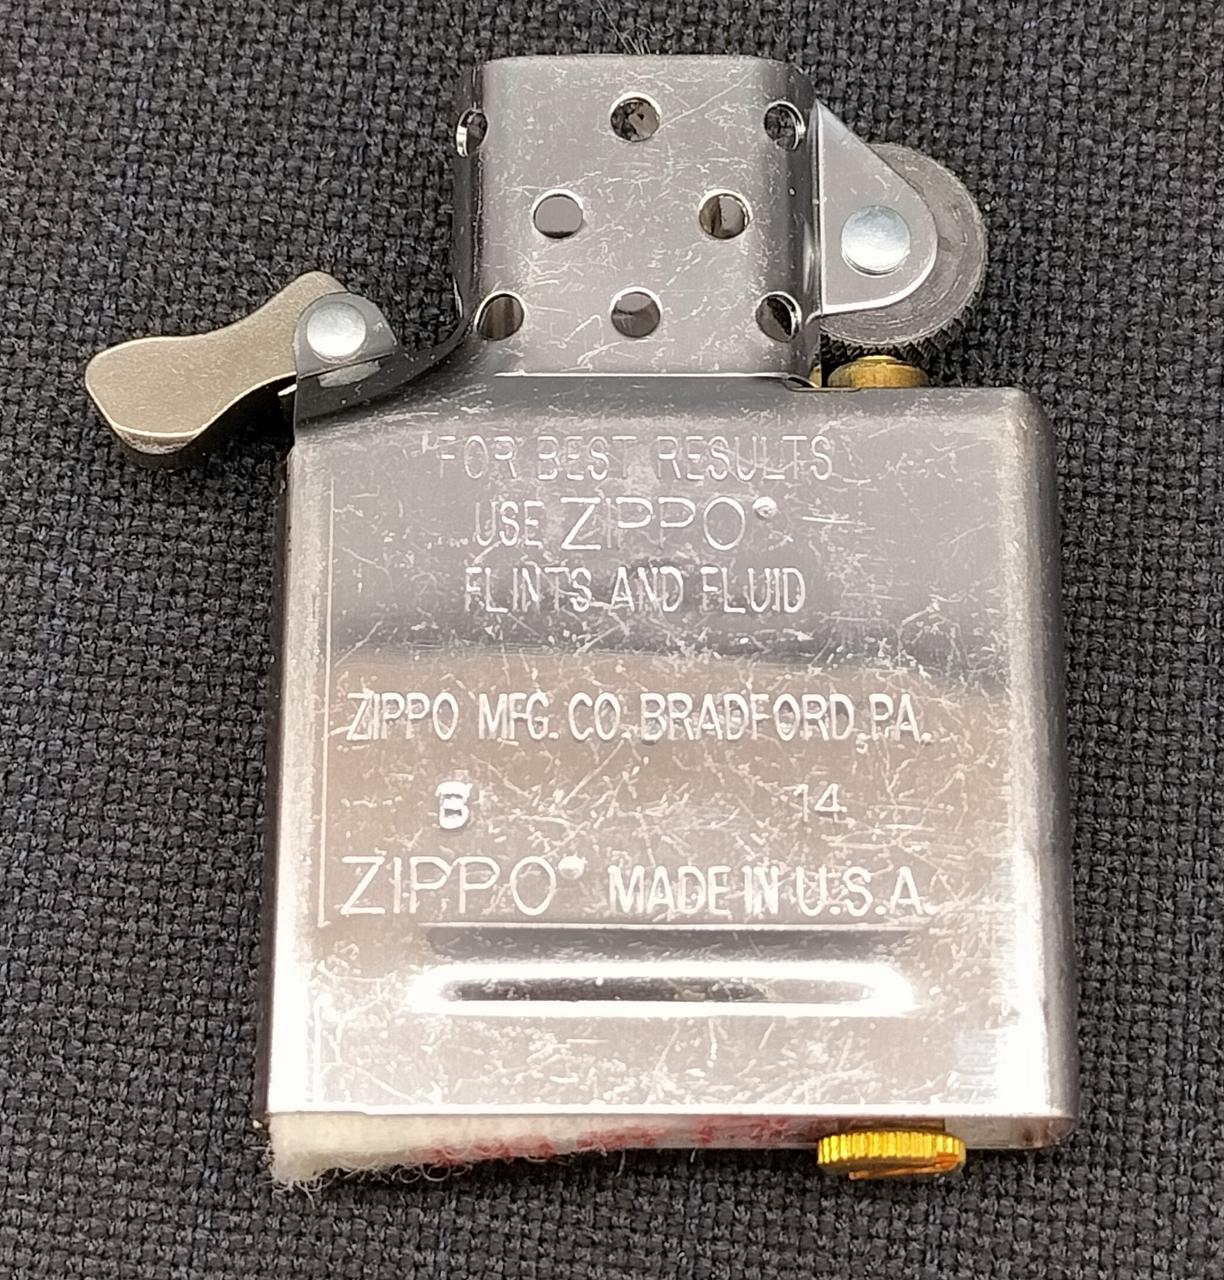 FOR BEST RESULTS
USE ZIPPO®
FLINTS AND FLUID
ZIPPO MFG. CO. BRADFORD, PA.
B 14
ZIPPO® MADE IN U.S.A.